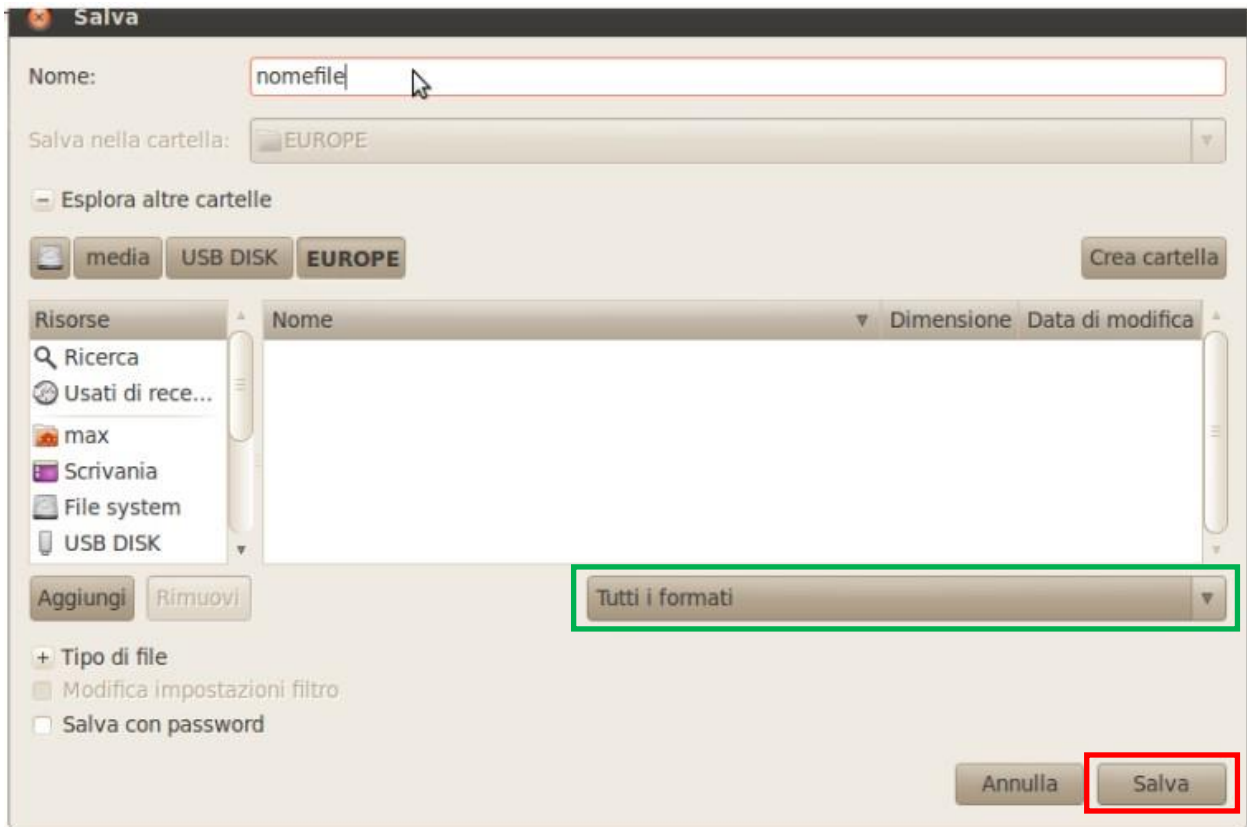 Salva
Nome: nomefile
Salva nella cartella: EUROPE
Esplora altre cartelle
media USB DISK EUROPE Crea cartella
Risorse Nome Dimensione Data di modifica
Ricerca
Usati di rece...
max
Scrivania
File system
USB DISK
Aggiungi Rimuovi Tutti i formati
Tipo di file
Modifica impostazioni filtro
Salva con password
Annulla Salva